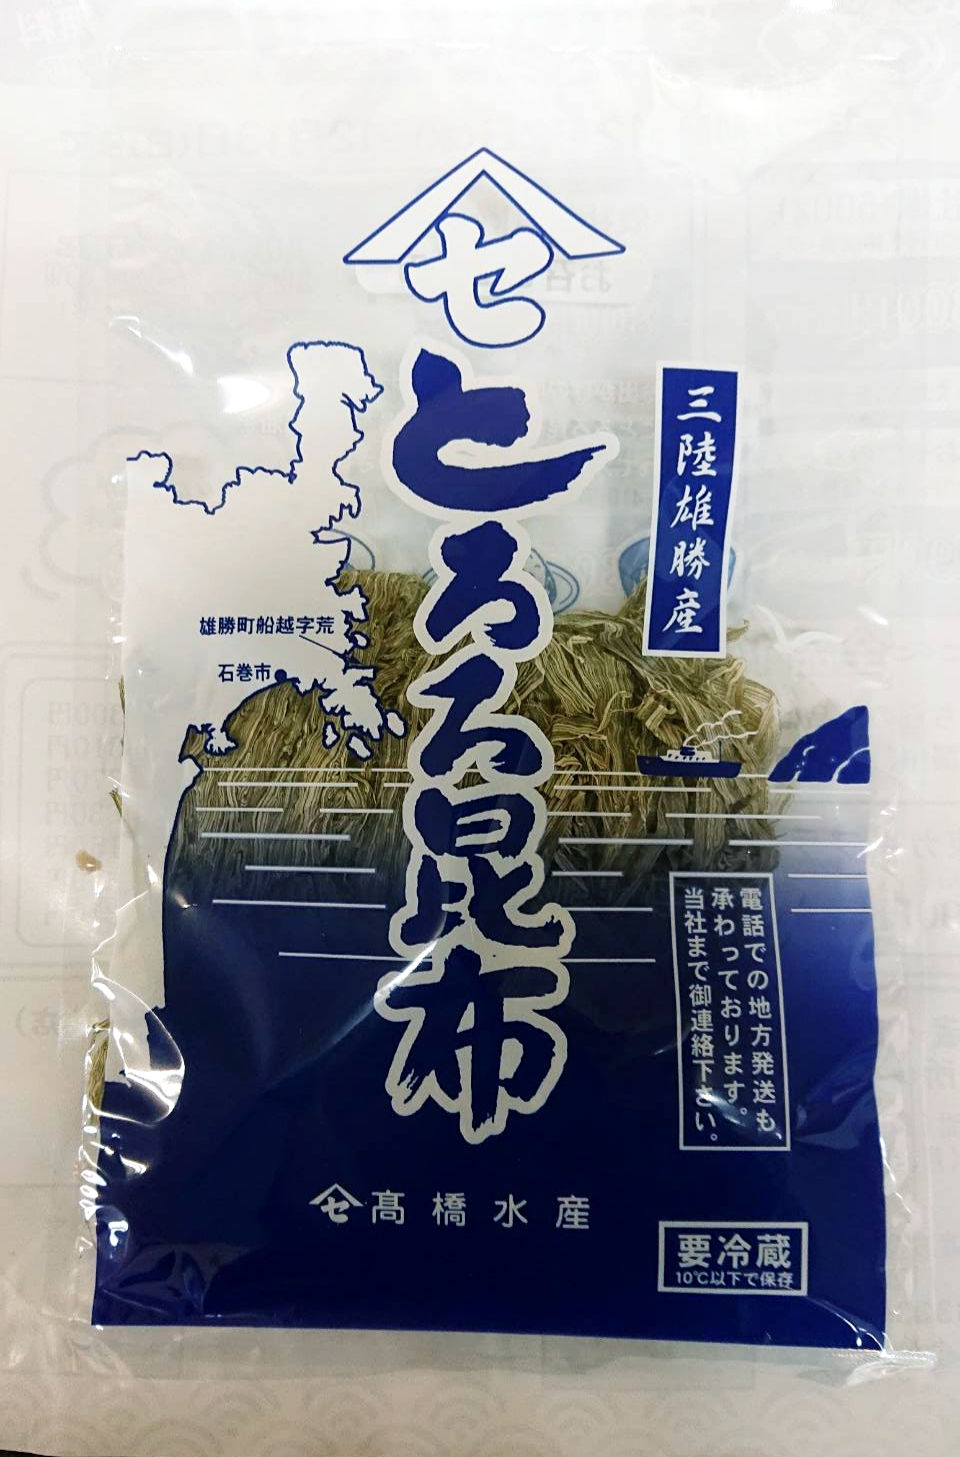 セ
とろろ昆布
三陸雄勝産
雄勝町船越字荒
石巻市
電話での地方発送も
承わっております。
当社まで御連絡下さい。
セ髙橋水産
要冷蔵
10℃以下で保存